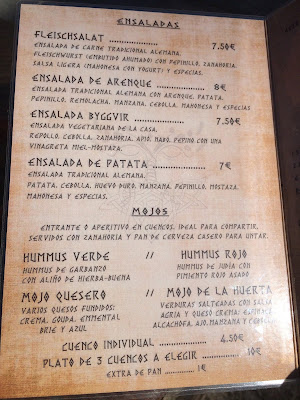 ENSALADAS
FLEISCHSALAT ............... 7.50€
ENSALADA DE CARNE TRADICIONAL ALEMANA.
FLEISCHWURST (EMBUTIDO AHUMADO) CON PEPINILLO, ZANAHORIA,
SALSA LIGERA (MAHONESA CON YOGURT) Y ESPECIAS.
ENSALADA DE ARENQUE ............... 8€
ENSALADA TRADICIONAL ALEMANA CON ARENQUE, PATATA,
PEPINILLO, REMOLACHA, MANZANA, CEBOLLA, MAHONESA Y ESPECIAS
ENSALADA BYGGVIR ............... 7.50€
ENSALADA VEGETARIANA DE LA CASA,
REPOLLO, CEBOLLA, ZANAHORIA, APIO, NABO, PEPINO CON UNA
VINAGRETA MIEL-MOSTAZA.
ENSALADA DE PATATA ............... 7€
ENSALADA TRADICIONAL ALEMANA.
PATATA, CEBOLLA, HUEVO DURO, MANZANA, PEPINILLO, MOSTAZA,
MAHONESA Y ESPECIAS.
MOJOS
ENTRANTE O APERITIVO EN CUENCOS, IDEAL PARA COMPARTIR,
SERVIDOS CON ZANAHORIA Y PAN DE CERVEZA CASERO PARA UNTAR.
HUMMUS VERDE // HUMMUS ROJO
HUMMUS DE GARBANZO HUMMUS DE JUDIA CON
CON ALIÑO DE HIERBA-BUENA PIMIENTO ROJO ASADO
MOJO QUESERO // MOJO DE LA HUERTA
VARIOS QUESOS FUNDIDOS: VERDURAS SALTEADAS CON SALSA
CREMA, GOUDA, EMMENTAL AGRIA Y QUESO CREMA: ESPINACA
BRIE Y AZUL ALCACHOFA, AJO, MANZANA Y CEBOLLA
CUENCO INDIVIDUAL ............... 4.50€
PLATO DE 3 CUENCOS A ELEGIR ............... 10€
EXTRA DE PAN ............... 1€